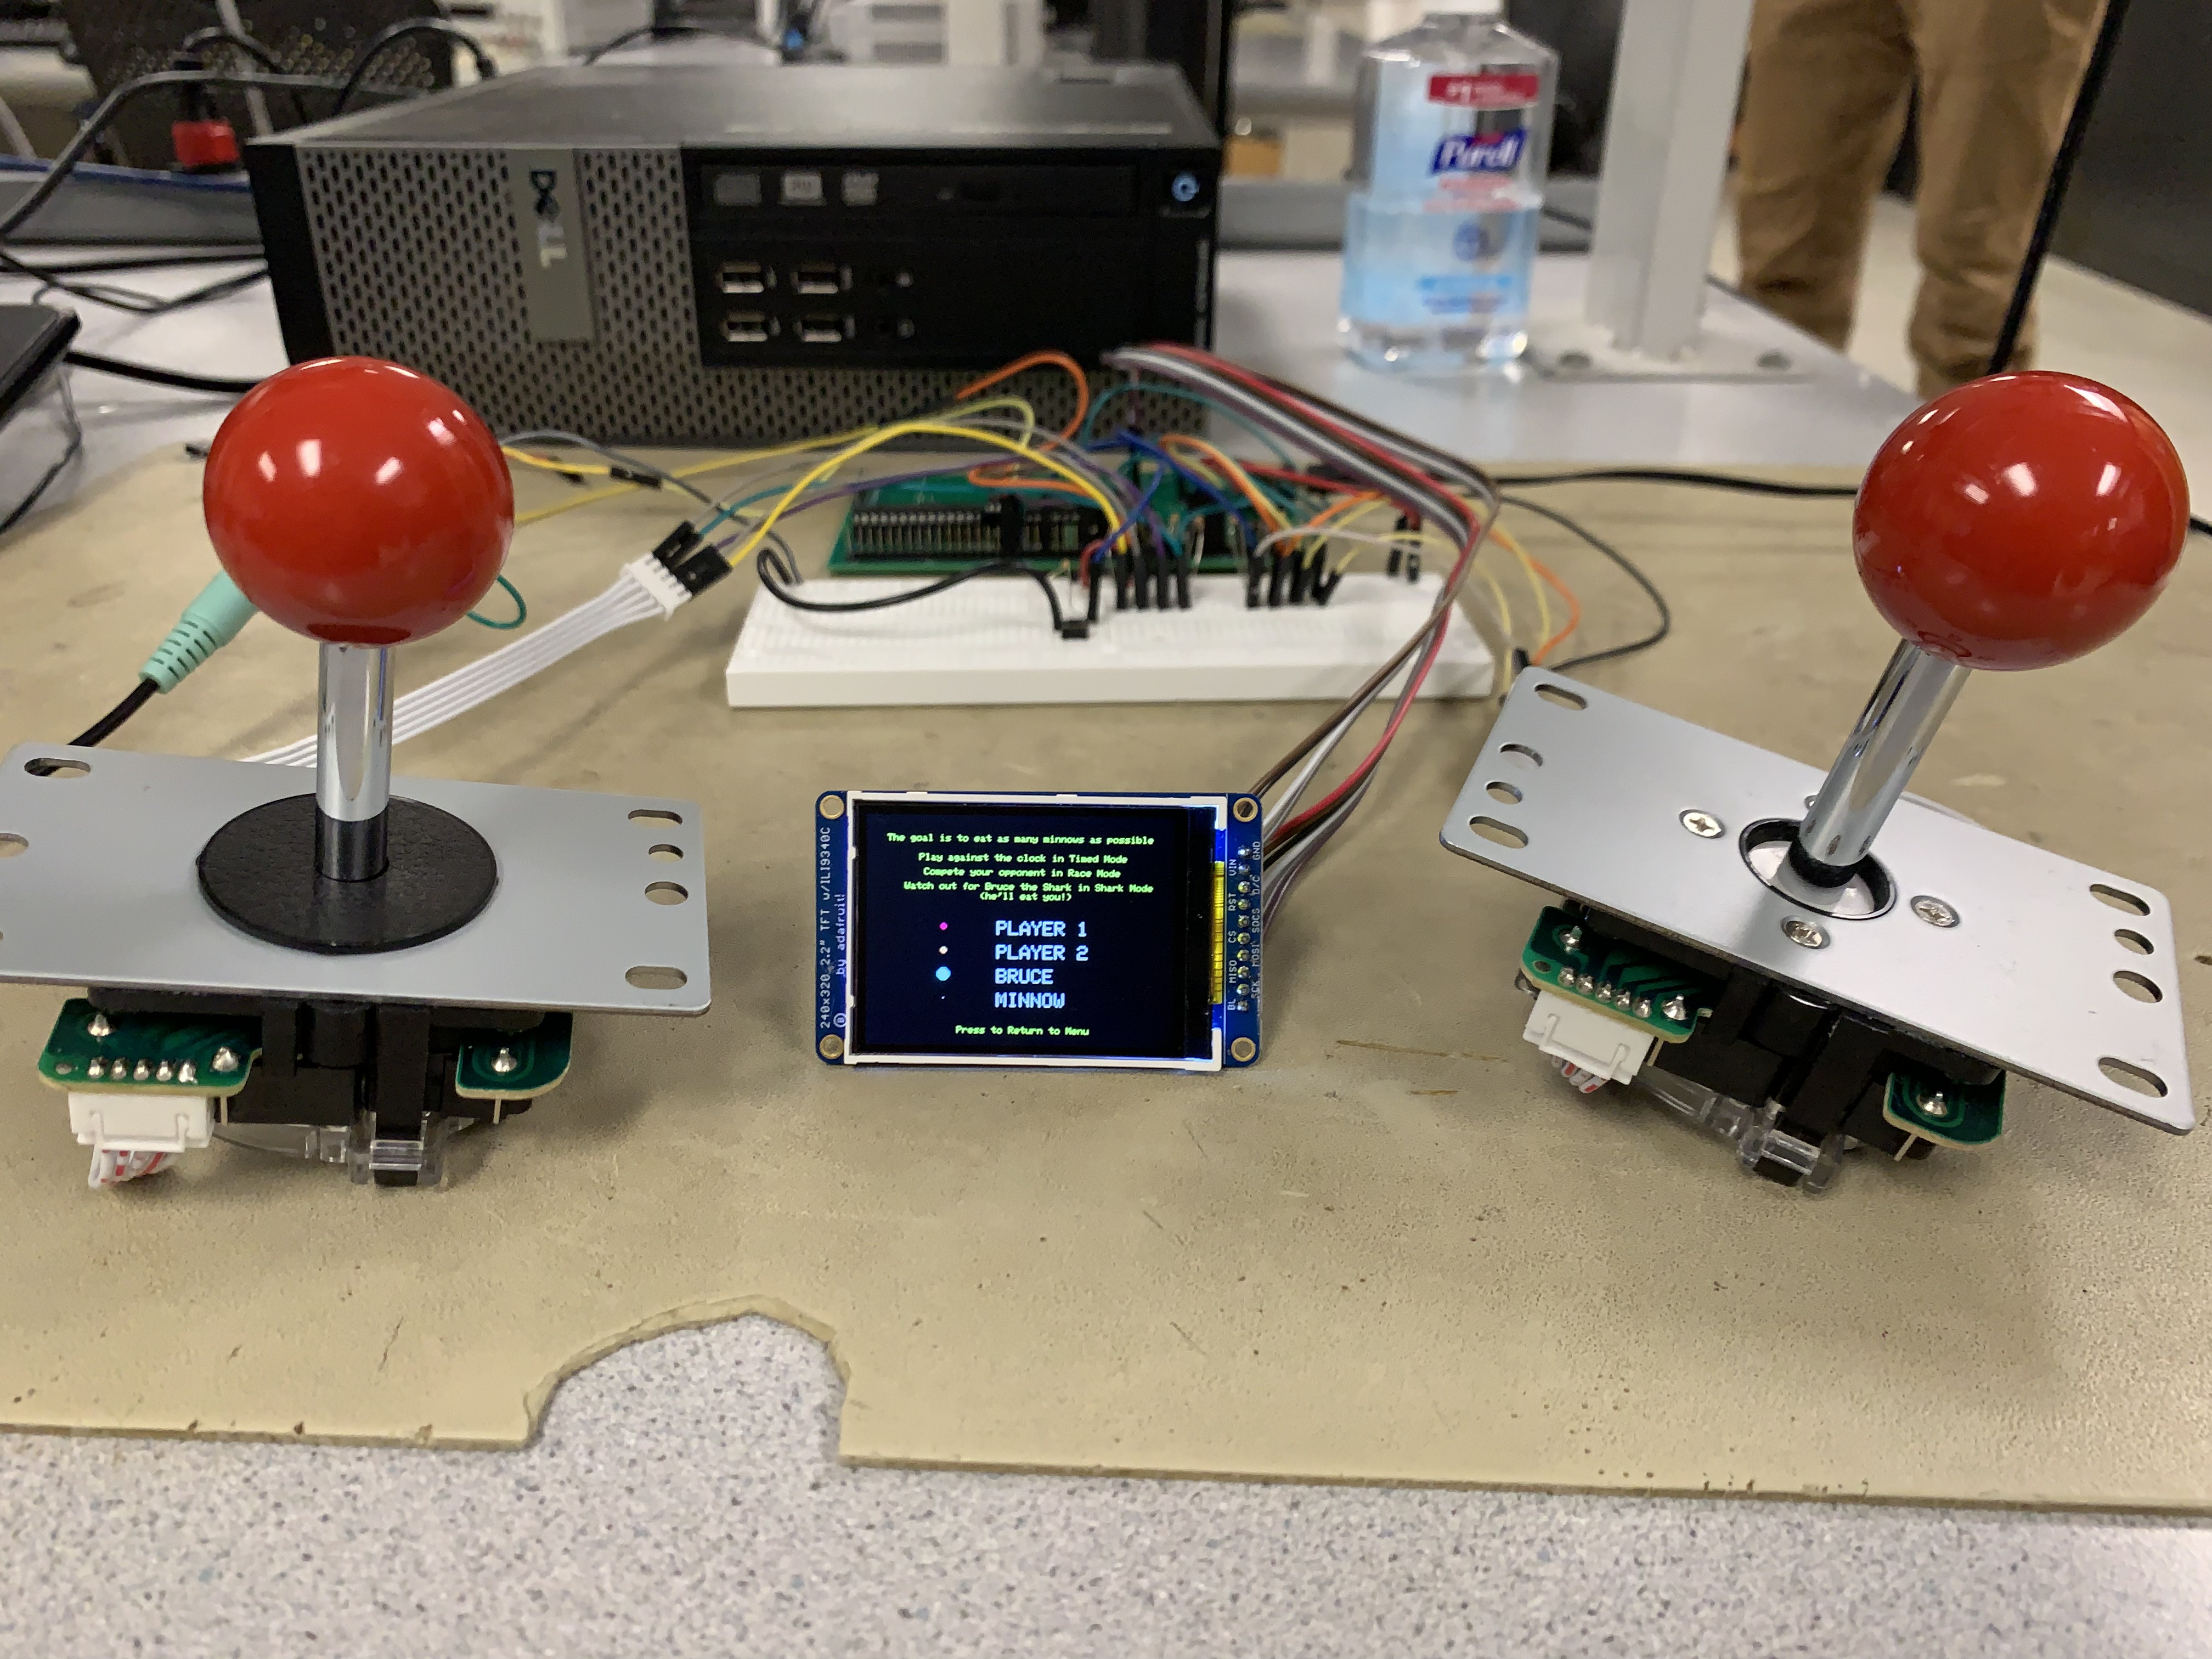 DELL
#1
Purell
The goal is to eat as many minnows as possible
Play against the clock in Timed Mode
Compete your opponent in Race Mode
Watch out for Bruce the Shark in Shark Mode
(he'll eat you!)
PLAYER 1
PLAYER 2
BRUCE
MINNOW
Press to Return to Menu
240x320 2.2" TFT w/ILI9340C
by adafruit!
GND
VIN
D/C
RST
SDCS
CS
MOSI
MISO
SCK
BL